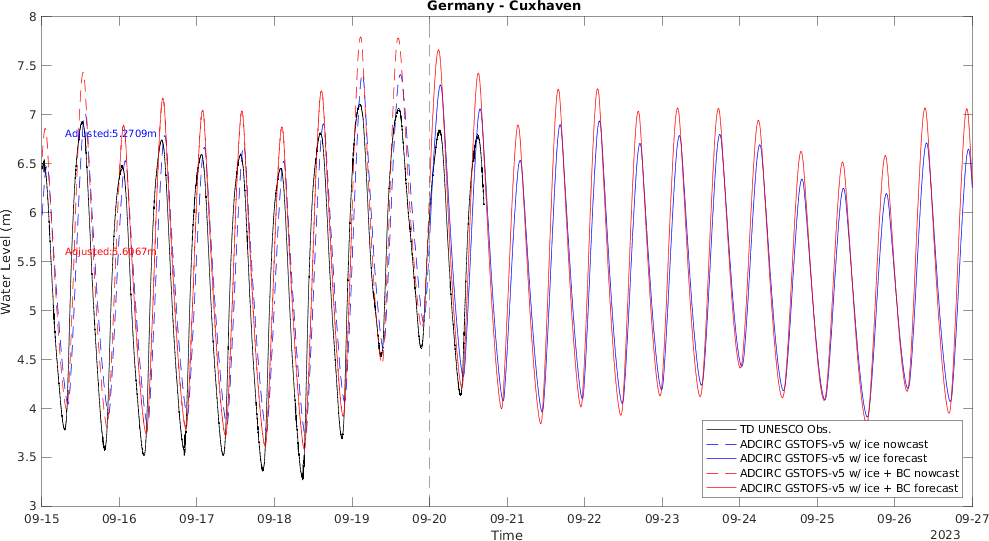 Germany - Cuxhaven
8
7.5
7
6.5
6
5.5
5
4.5
4
3.5
3
Water Level (m)
Adjusted:5.2709m
TD UNESCO Obs.
ADCIRC GSTOFS-v5 w/ ice nowcast
ADCIRC GSTOFS-v5 w/ ice forecast
ADCIRC GSTOFS-v5 w/ ice + BC nowcast
ADCIRC GSTOFS-v5 w/ ice + BC forecast
09-15 09-16 09-17 09-18 09-19 09-20 09-21 09-22 09-23 09-24 09-25 09-26 09-27
Time
2023